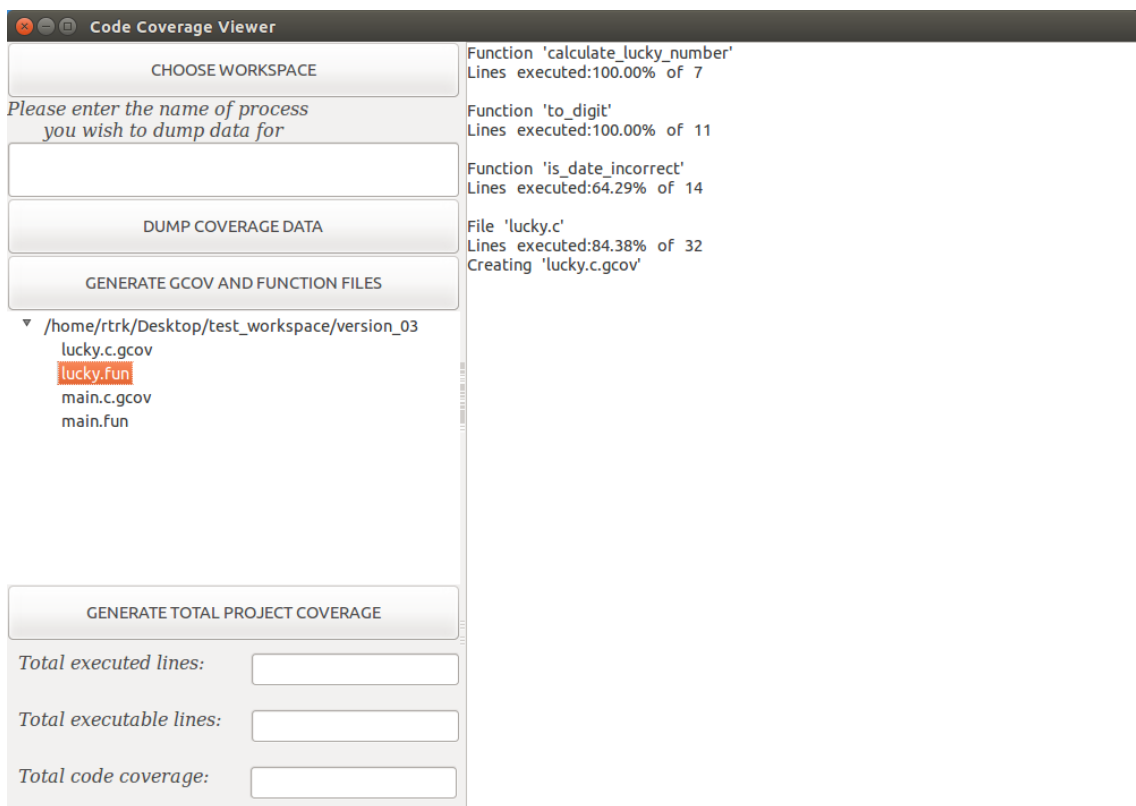 Code Coverage Viewer
CHOOSE WORKSPACE
Please enter the name of process
you wish to dump data for
DUMP COVERAGE DATA
GENERATE GCOV AND FUNCTION FILES
/home/rtrk/Desktop/test_workspace/version_03
lucky.c.gcov
lucky.fun
main.c.gcov
main.fun
GENERATE TOTAL PROJECT COVERAGE
Total executed lines:
Total executable lines:
Total code coverage:
Function 'calculate_lucky_number'
Lines executed:100.00% of 7
Function 'to_digit'
Lines executed:100.00% of 11
Function 'is_date_incorrect'
Lines executed:64.29% of 14
File 'lucky.c'
Lines executed:84.38% of 32
Creating 'lucky.c.gcov'